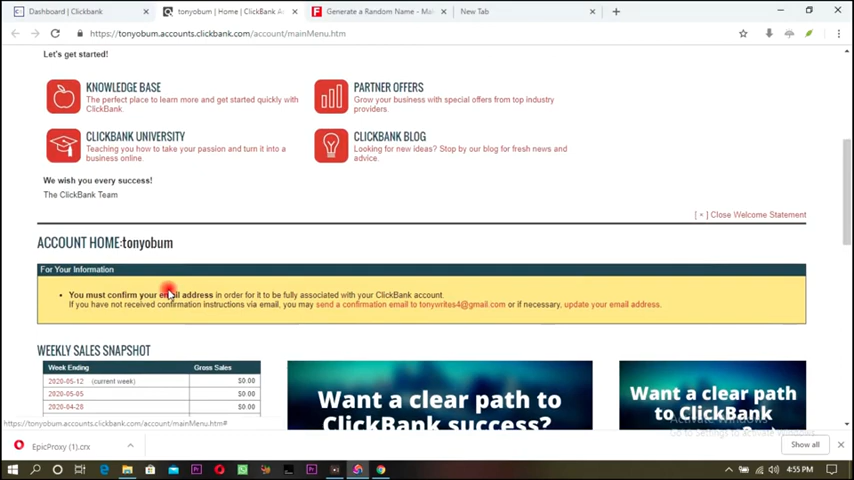 Dashboard | Clickbank
tonyobum | Home | ClickBank A
Generate a Random Name - Ma
New Tab
https://tonyobum.accounts.clickbank.com/account/mainMenu.htm
Let's get started!
KNOWLEDGE BASE
The perfect place to learn more and get started quickly with
ClickBank.
PARTNER OFFERS
Grow your business with special offers from top industry
providers.
CLICKBANK UNIVERSITY
Teaching you how to take your passion and turn it into a
business online.
CLICKBANK BLOG
Looking for new ideas? Stop by our blog for fresh news and
advice.
We wish you every success!
The ClickBank Team
[ × ] Close Welcome Statement
ACCOUNT HOME:tonyobum
For Your Information
You must confirm your email address in order for it to be fully associated with your ClickBank account.
If you have not received confirmation instructions via email, you may send a confirmation email to tonywrites4@gmail.com or if necessary, update your email address.
WEEKLY SALES SNAPSHOT
Week Ending Gross Sales
2020-05-12 (current week) $0.00
2020-05-05 $0.00
2020-04-28 $0.00
Want a clear path to
ClickBank success?
Want a clear path
to ClickBank
Activate Windows
Go to Settings to activate Windows.
https://tonyobum.accounts.clickbank.com/account/mainMenu.htm#
EpicProxy (1).crx
Show all
4:55 PM